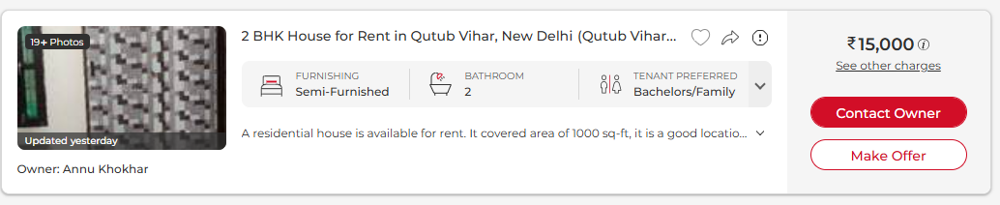 19+ Photos
Updated yesterday
Owner: Annu Khokhar
2 BHK House for Rent in Qutub Vihar, New Delhi (Qutub Vihar...
FURNISHING
Semi-Furnished
BATHROOM
2
TENANT PREFERRED
Bachelors/Family
A residential house is available for rent. It covered area of 1000 sq-ft, it is a good locatio...
₹15,000
See other charges
Contact Owner
Make Offer